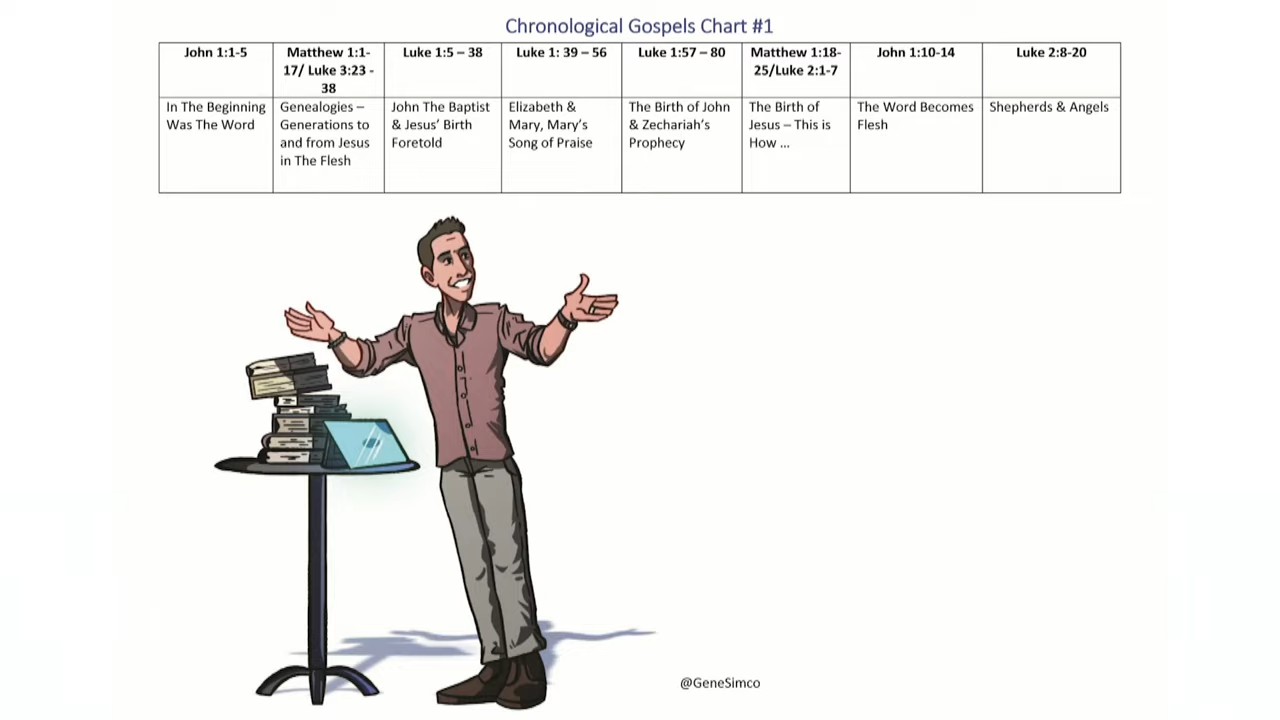 Chronological Gospels Chart #1
John 1:1-5
Matthew 1:1-
17/ Luke 3:23 -
38
Luke 1:5 – 38
Luke 1: 39 – 56
Luke 1:57 – 80
Matthew 1:18-
25/Luke 2:1-7
John 1:10-14
Luke 2:8-20
In The Beginning
Was The Word
Genealogies –
Generations to
and from Jesus
in The Flesh
John The Baptist
& Jesus’ Birth
Foretold
Elizabeth &
Mary, Mary’s
Song of Praise
The Birth of John
& Zechariah’s
Prophecy
The Birth of
Jesus – This is
How ...
The Word Becomes
Flesh
Shepherds & Angels
@GeneSimco